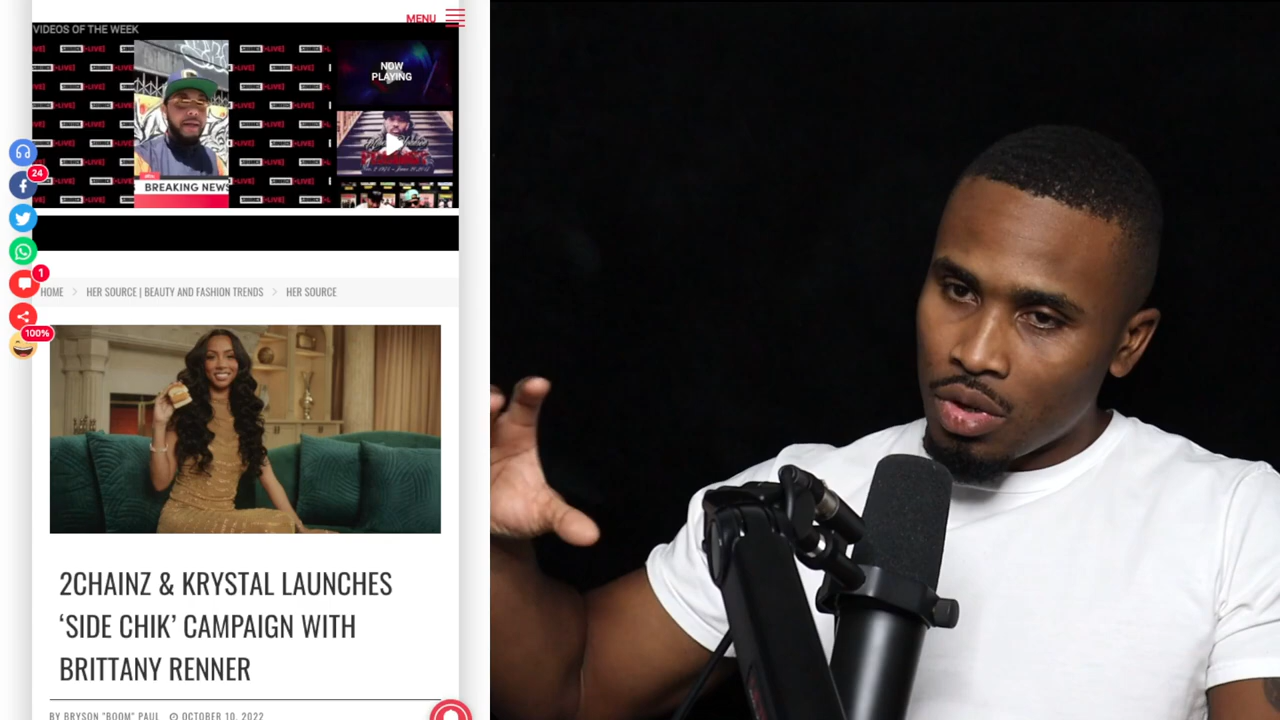 MENU
VIDEOS OF THE WEEK
NOW
PLAYING
BREAKING NEWS
24
1
100%
HOME > HER SOURCE | BEAUTY AND FASHION TRENDS > HER SOURCE
2CHAINZ & KRYSTAL LAUNCHES
‘SIDE CHIK’ CAMPAIGN WITH
BRITTANY RENNER
BY BRYSON "BOOM" PAUL OCTOBER 10, 2022